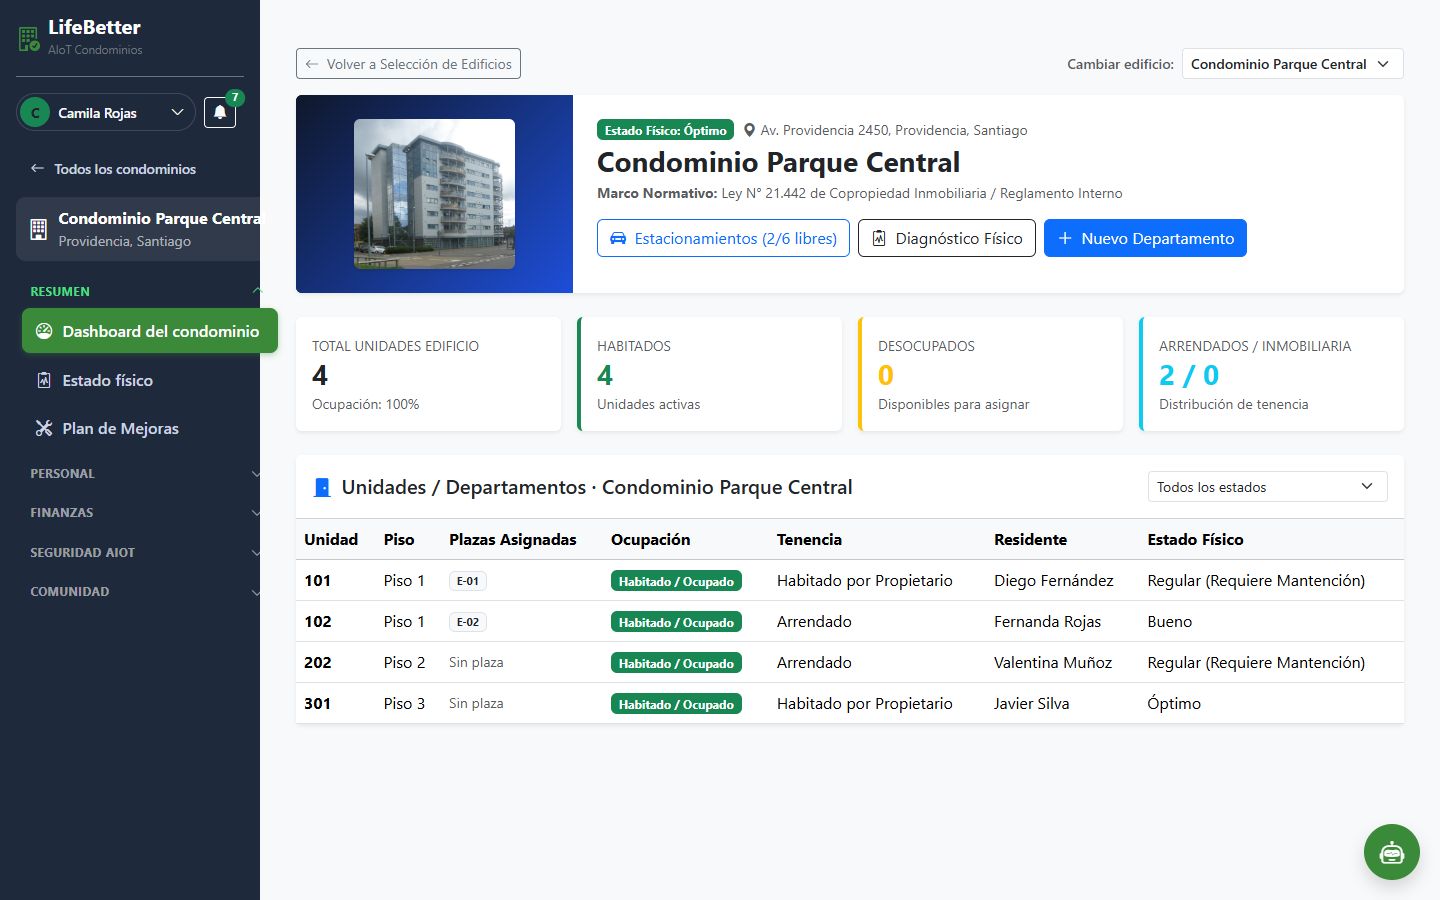 LifeBetter
AIoT Condominios
C
Camila Rojas
7
Todos los condominios
Condominio Parque Centra
Providencia, Santiago
RESUMEN
Dashboard del condominio
Estado físico
Plan de Mejoras
PERSONAL
FINANZAS
SEGURIDAD AIOT
COMUNIDAD
Volver a Selección de Edificios
Cambiar edificio: Condominio Parque Central
Estado Físico: Óptimo Av. Providencia 2450, Providencia, Santiago
Condominio Parque Central
Marco Normativo: Ley N° 21.442 de Copropiedad Inmobiliaria / Reglamento Interno
Estacionamientos (2/6 libres) Diagnóstico Físico Nuevo Departamento
TOTAL UNIDADES EDIFICIO
4
Ocupación: 100%
HABITADOS
4
Unidades activas
DESOCUPADOS
0
Disponibles para asignar
ARRENDADOS / INMOBILIARIA
2 / 0
Distribución de tenencia
Unidades / Departamentos · Condominio Parque Central
Todos los estados
Unidad Piso Plazas Asignadas Ocupación Tenencia Residente Estado Físico
101 Piso 1 E-01 Habitado / Ocupado Habitado por Propietario Diego Fernández Regular (Requiere Mantención)
102 Piso 1 E-02 Habitado / Ocupado Arrendado Fernanda Rojas Bueno
202 Piso 2 Sin plaza Habitado / Ocupado Arrendado Valentina Muñoz Regular (Requiere Mantención)
301 Piso 3 Sin plaza Habitado / Ocupado Habitado por Propietario Javier Silva Óptimo